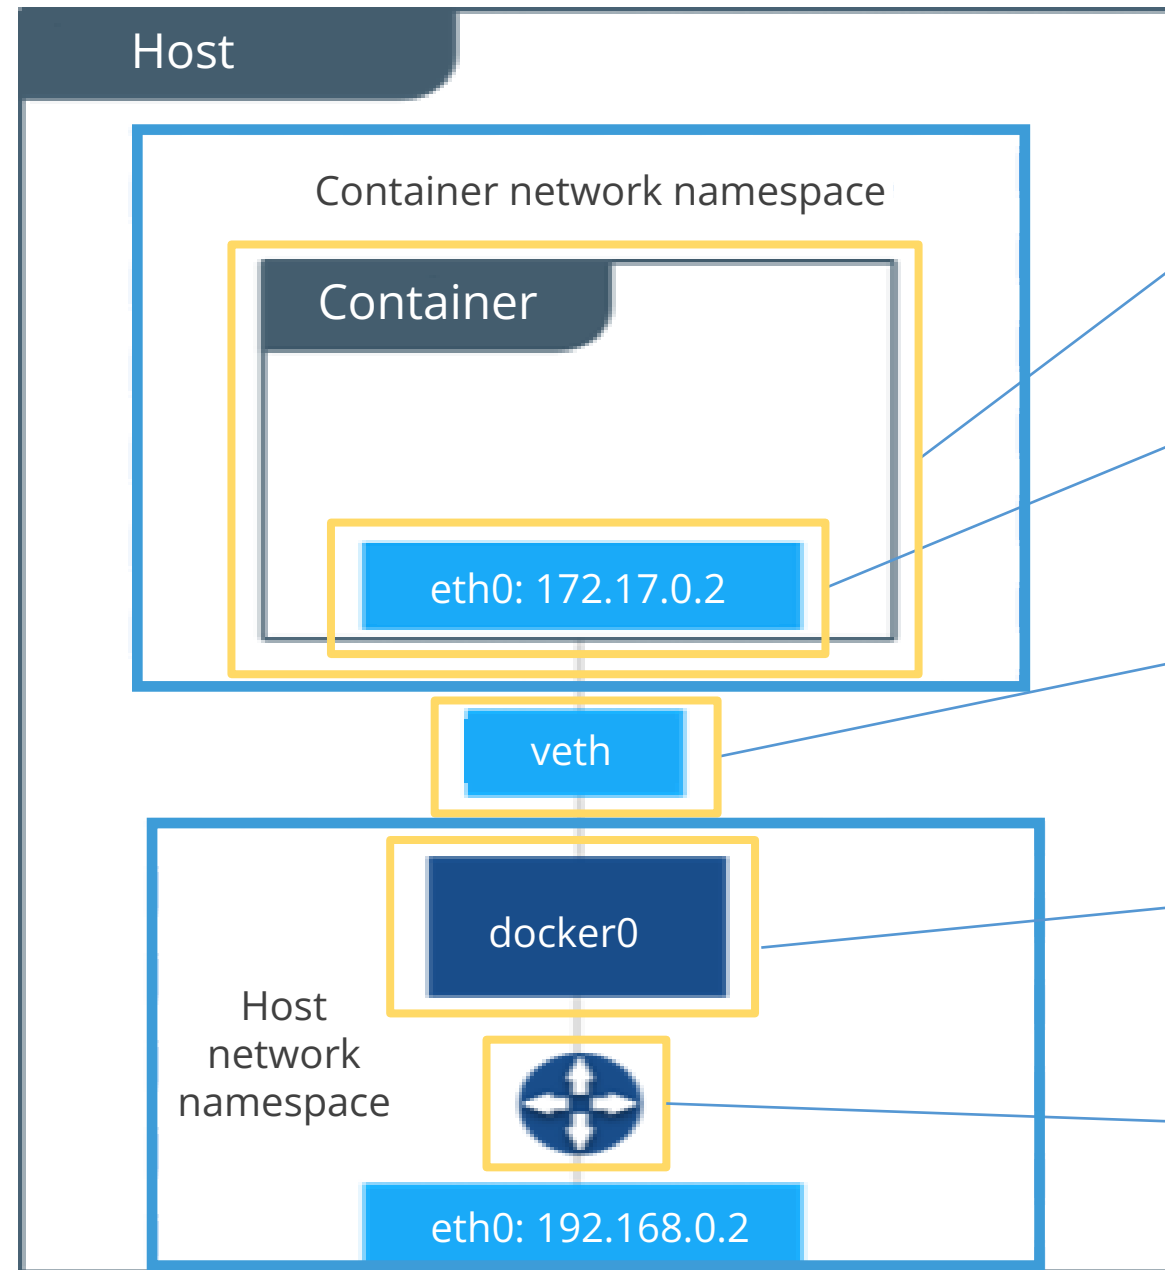 Host
Container network namespace
Container
eth0: 172.17.0.2
veth
docker0
Host
network
namespace
eth0: 192.168.0.2